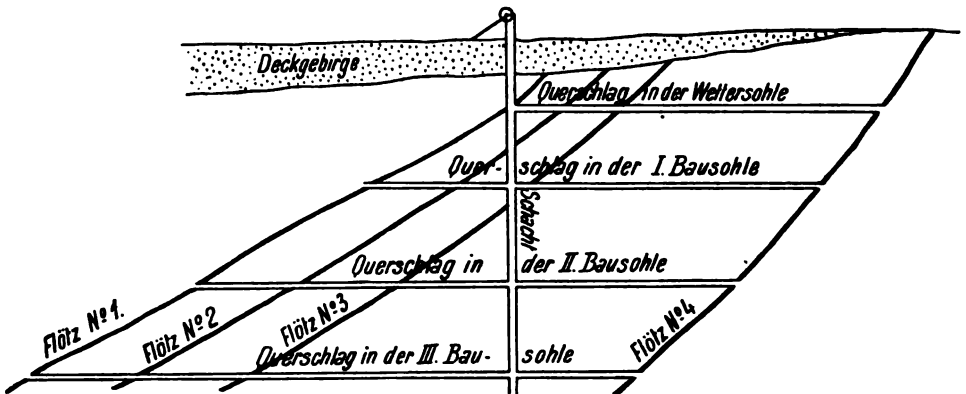 Deckgebirge
Querschlag in der Wettersohle
Quer- schlag in der I. Bausohle
Schacht
Querschlag in der II. Bausohle
Flötz Nº 1.
Flötz Nº 2
Flötz Nº 3
Flötz Nº 4
Querschlag in der III. Bau- sohle